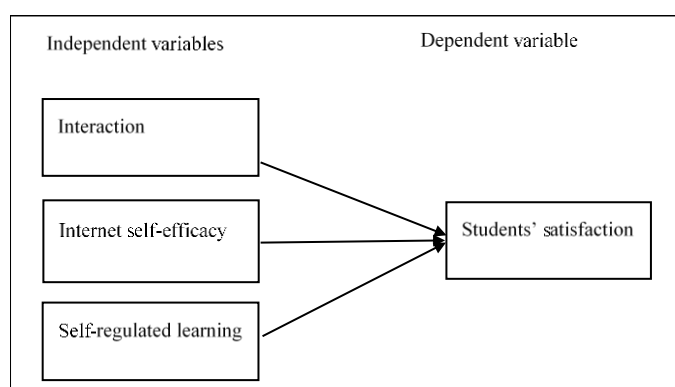 Independent variables
Dependent variable
Interaction
Internet self-efficacy
Students’ satisfaction
Self-regulated learning